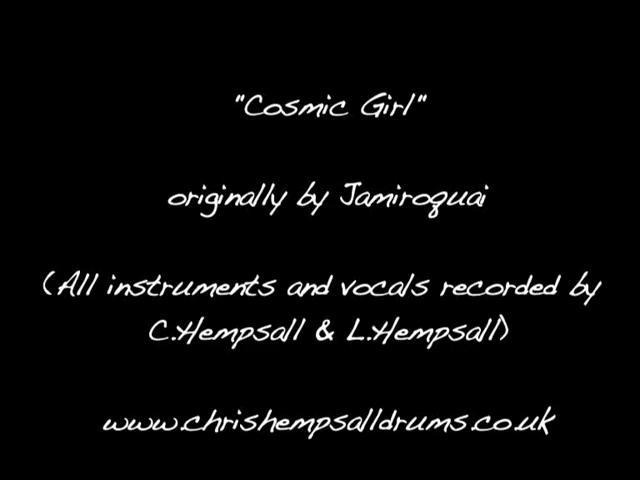 "Cosmic Girl"
originally by Jamiroquai
(All instruments and vocals recorded by
C.Hempsall & L.Hempsall)
www.chrishempsalldrums.co.uk